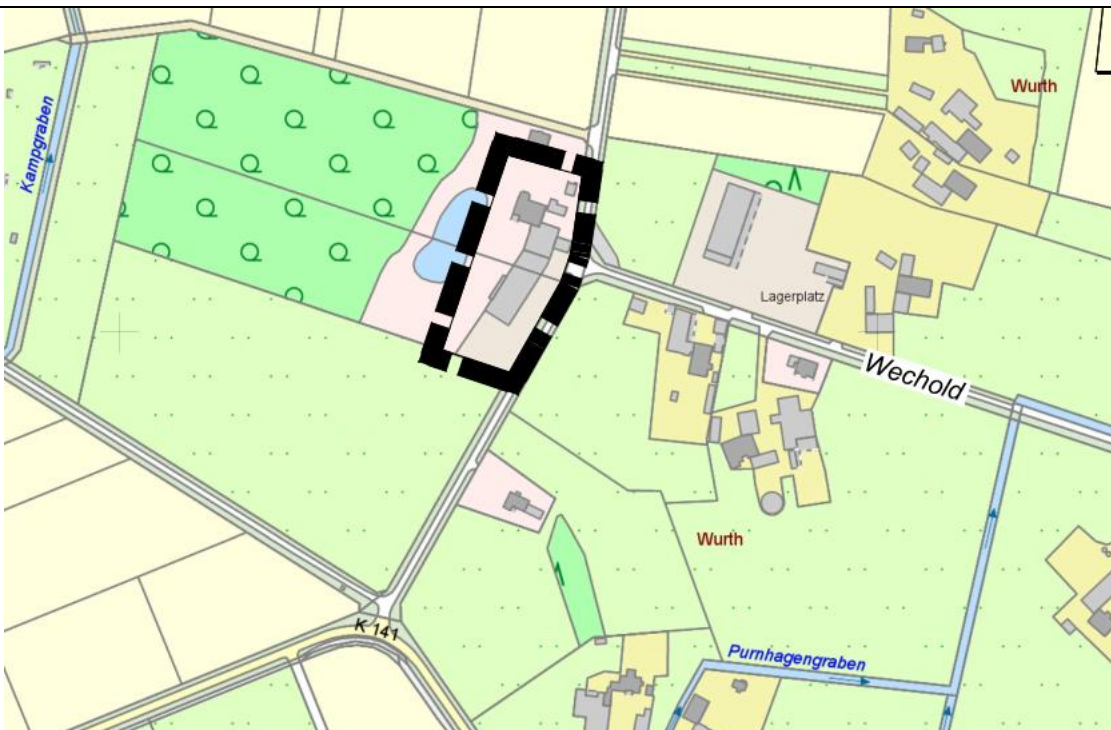 Wurth
Kampgraben
Lagerplatz
Wechold
Wurth
K 141
Purnhagengraben